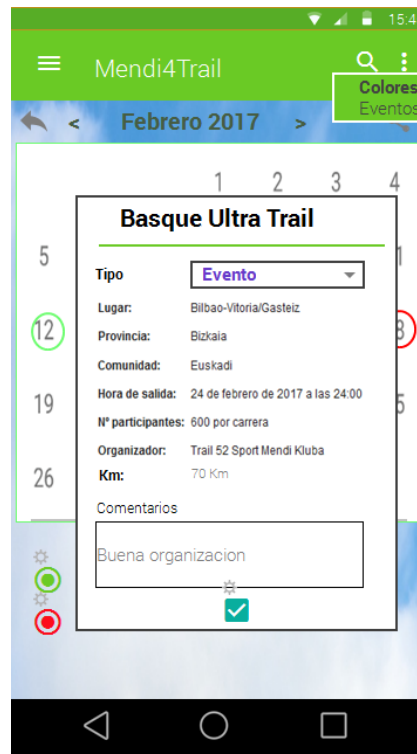 15:4
Mendi4Trail
Colores
Eventos
< Febrero 2017 >
1 2 3 4
5
12
19
26
Basque Ultra Trail
Tipo Evento
Lugar: Bilbao-Vitoria/Gasteiz
Provincia: Bizkaia
Comunidad: Euskadi
Hora de salida: 24 de febrero de 2017 a las 24:00
Nº participantes: 600 por carrera
Organizador: Trail 52 Sport Mendi Kluba
Km: 70 Km
Comentarios
Buena organizacion